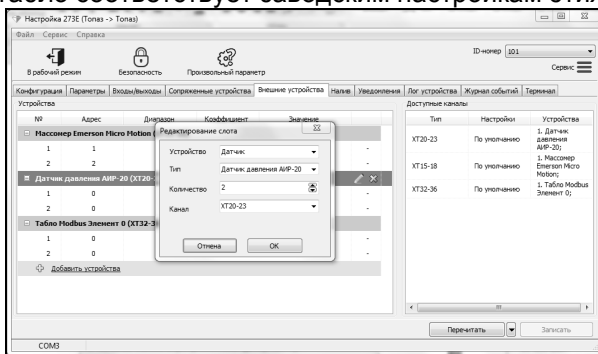 число соответствует заводским настройкам этих
Настройка 273E (Топаз -> Топаз)
Файл Сервис Справка
В рабочий режим
Безопасность
Произвольный параметр
ID-номер 101
Сервис
Конфигурация Параметры Входы/выходы Сопряженные устройства Внешние устройства Налив Уведомления Лог устройства Журнал событий Терминал
Устройства
№ Адрес Диапазон Коэффициент Значение
Массомер Emerson Micro Motion (
1 1 -
2 2 -
Датчик давления АИР-20 (XT20-
1 0 -
2 0 -
Табло Modbus Элемент 0 (XT32-3
1 0 -
2 0 -
Добавить устройства
Редактирование слота
Устройство Датчик
Тип Датчик давления АИР-20
Количество 2
Канал XT20-23
Отмена OK
Доступные каналы
Тип Настройки Устройства
XT20-23 По умолчанию 1. Датчик
давления
АИР-20;
XT15-18 По умолчанию 1. Массомер
Emerson Micro
Motion;
XT32-36 По умолчанию 1. Табло Modbus
Элемент 0;
Перечитать Записать
COM3